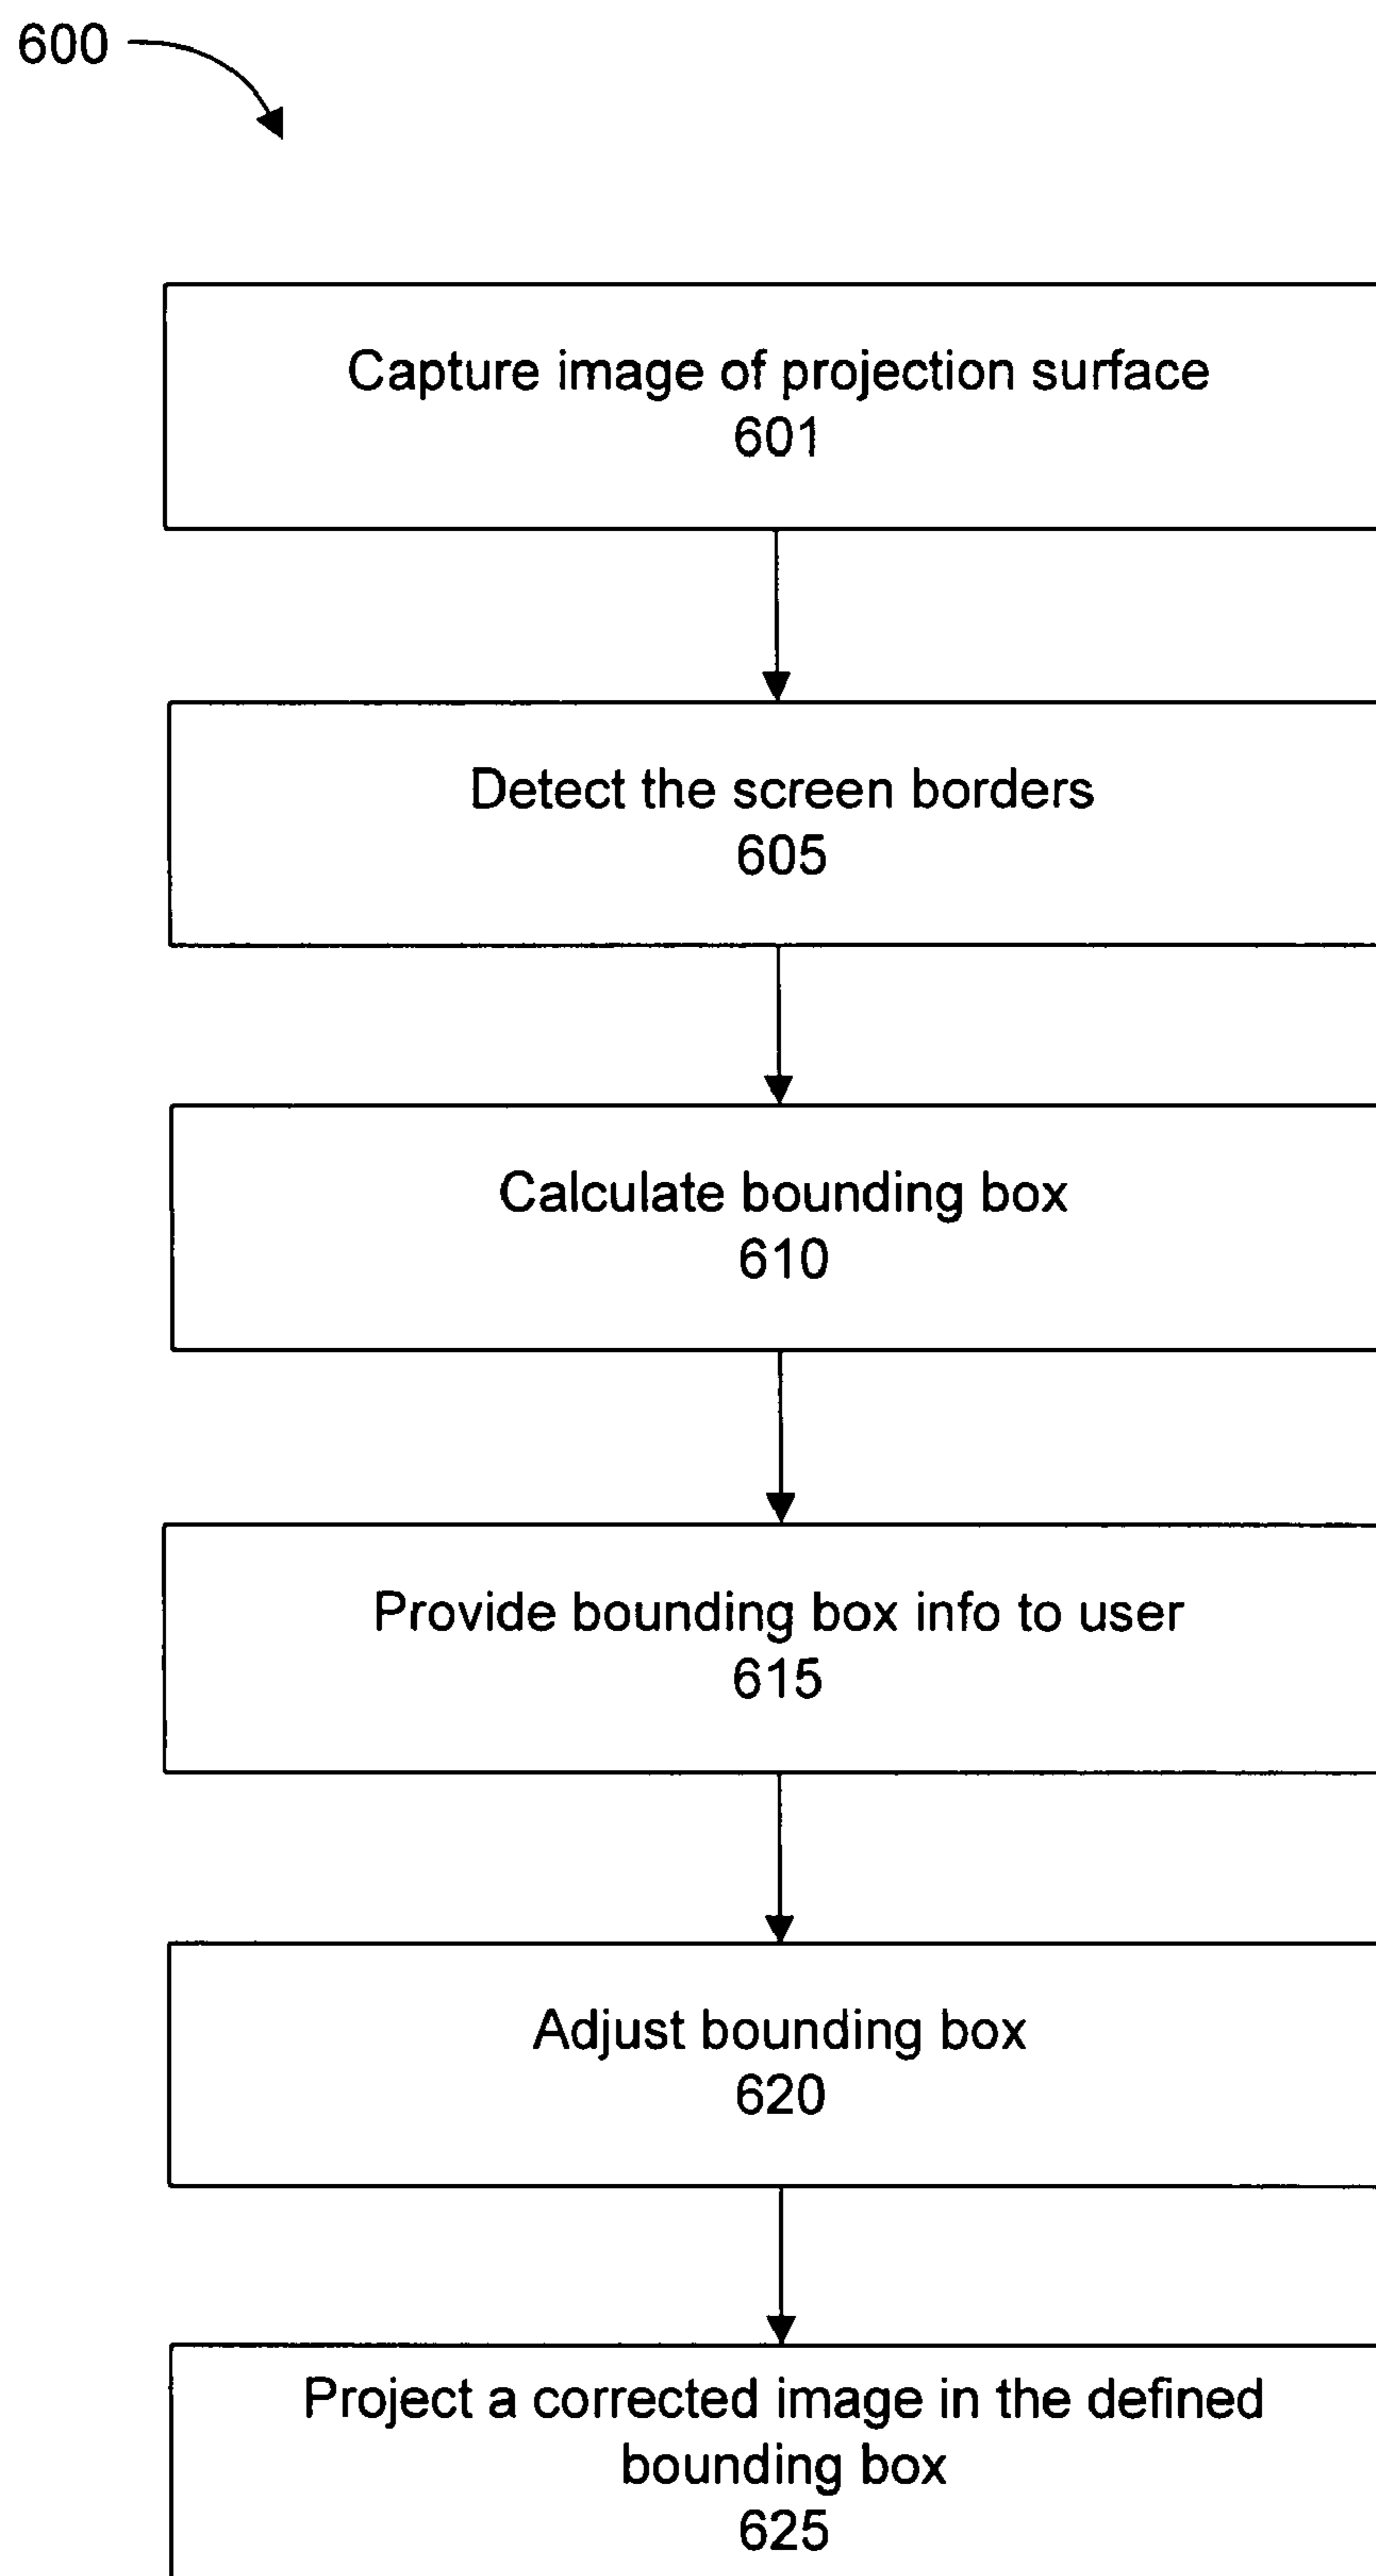 600
Capture image of projection surface
601
Detect the screen borders
605
Calculate bounding box
610
Provide bounding box info to user
615
Adjust bounding box
620
Project a corrected image in the defined
bounding box
625